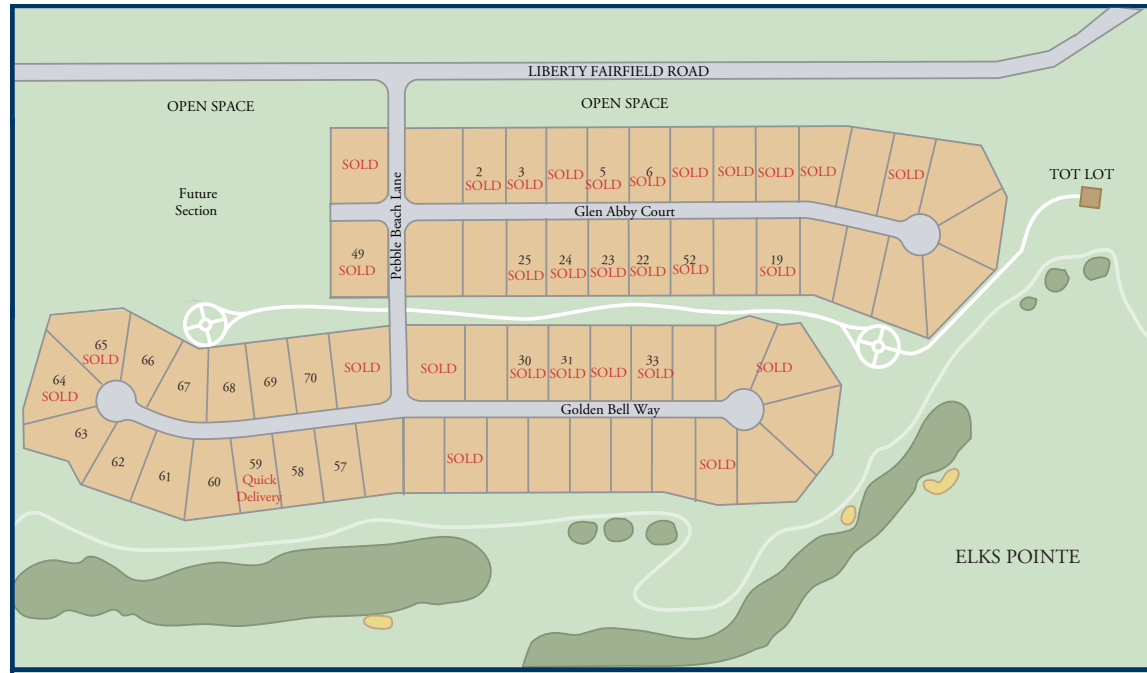 LIBERTY FAIRFIELD ROAD
OPEN SPACE
OPEN SPACE
Future
Section
Pebble Beach Lane
TOT LOT
SOLD
2
SOLD
3
SOLD
SOLD
5
SOLD
6
SOLD
SOLD
SOLD
SOLD
SOLD
SOLD
Glen Abby Court
49
SOLD
25
SOLD
24
SOLD
23
SOLD
22
SOLD
52
SOLD
19
SOLD
65
SOLD
66
64
SOLD
67
68
69
70
SOLD
SOLD
30
SOLD
31
SOLD
SOLD
33
SOLD
SOLD
Golden Bell Way
63
62
61
60
59
Quick
Delivery
58
57
SOLD
SOLD
ELKS POINTE